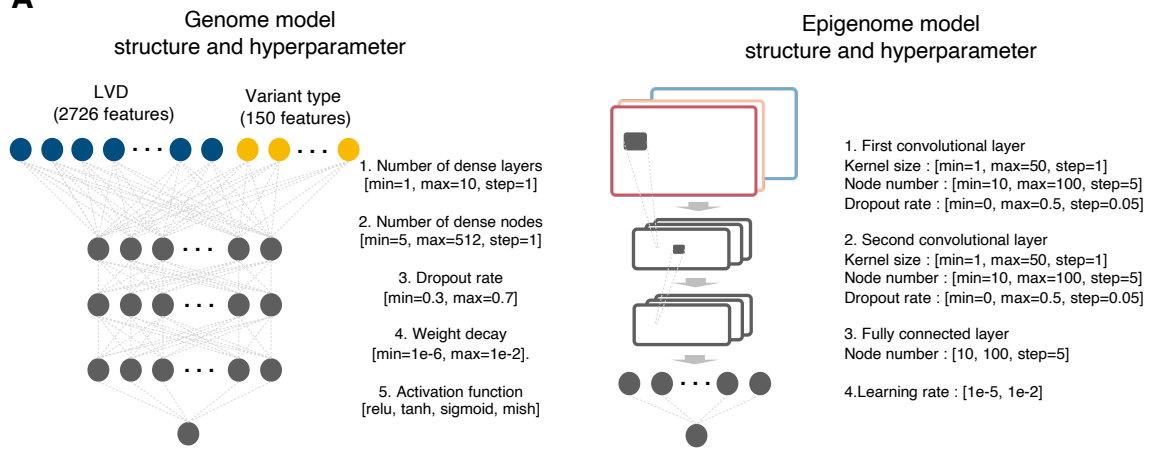 A
Genome model
structure and hyperparameter
LVD
(2726 features)
Variant type
(150 features)
1. Number of dense layers
[min=1, max=10, step=1]
2. Number of dense nodes
[min=5, max=512, step=1]
3. Dropout rate
[min=0.3, max=0.7]
4. Weight decay
[min=1e-6, max=1e-2].
5. Activation function
[relu, tanh, sigmoid, mish]
Epigenome model
structure and hyperparameter
1. First convolutional layer
Kernel size : [min=1, max=50, step=1]
Node number : [min=10, max=100, step=5]
Dropout rate : [min=0, max=0.5, step=0.05]
2. Second convolutional layer
Kernel size : [min=1, max=50, step=1]
Node number : [min=10, max=100, step=5]
Dropout rate : [min=0, max=0.5, step=0.05]
3. Fully connected layer
Node number : [10, 100, step=5]
4.Learning rate : [1e-5, 1e-2]